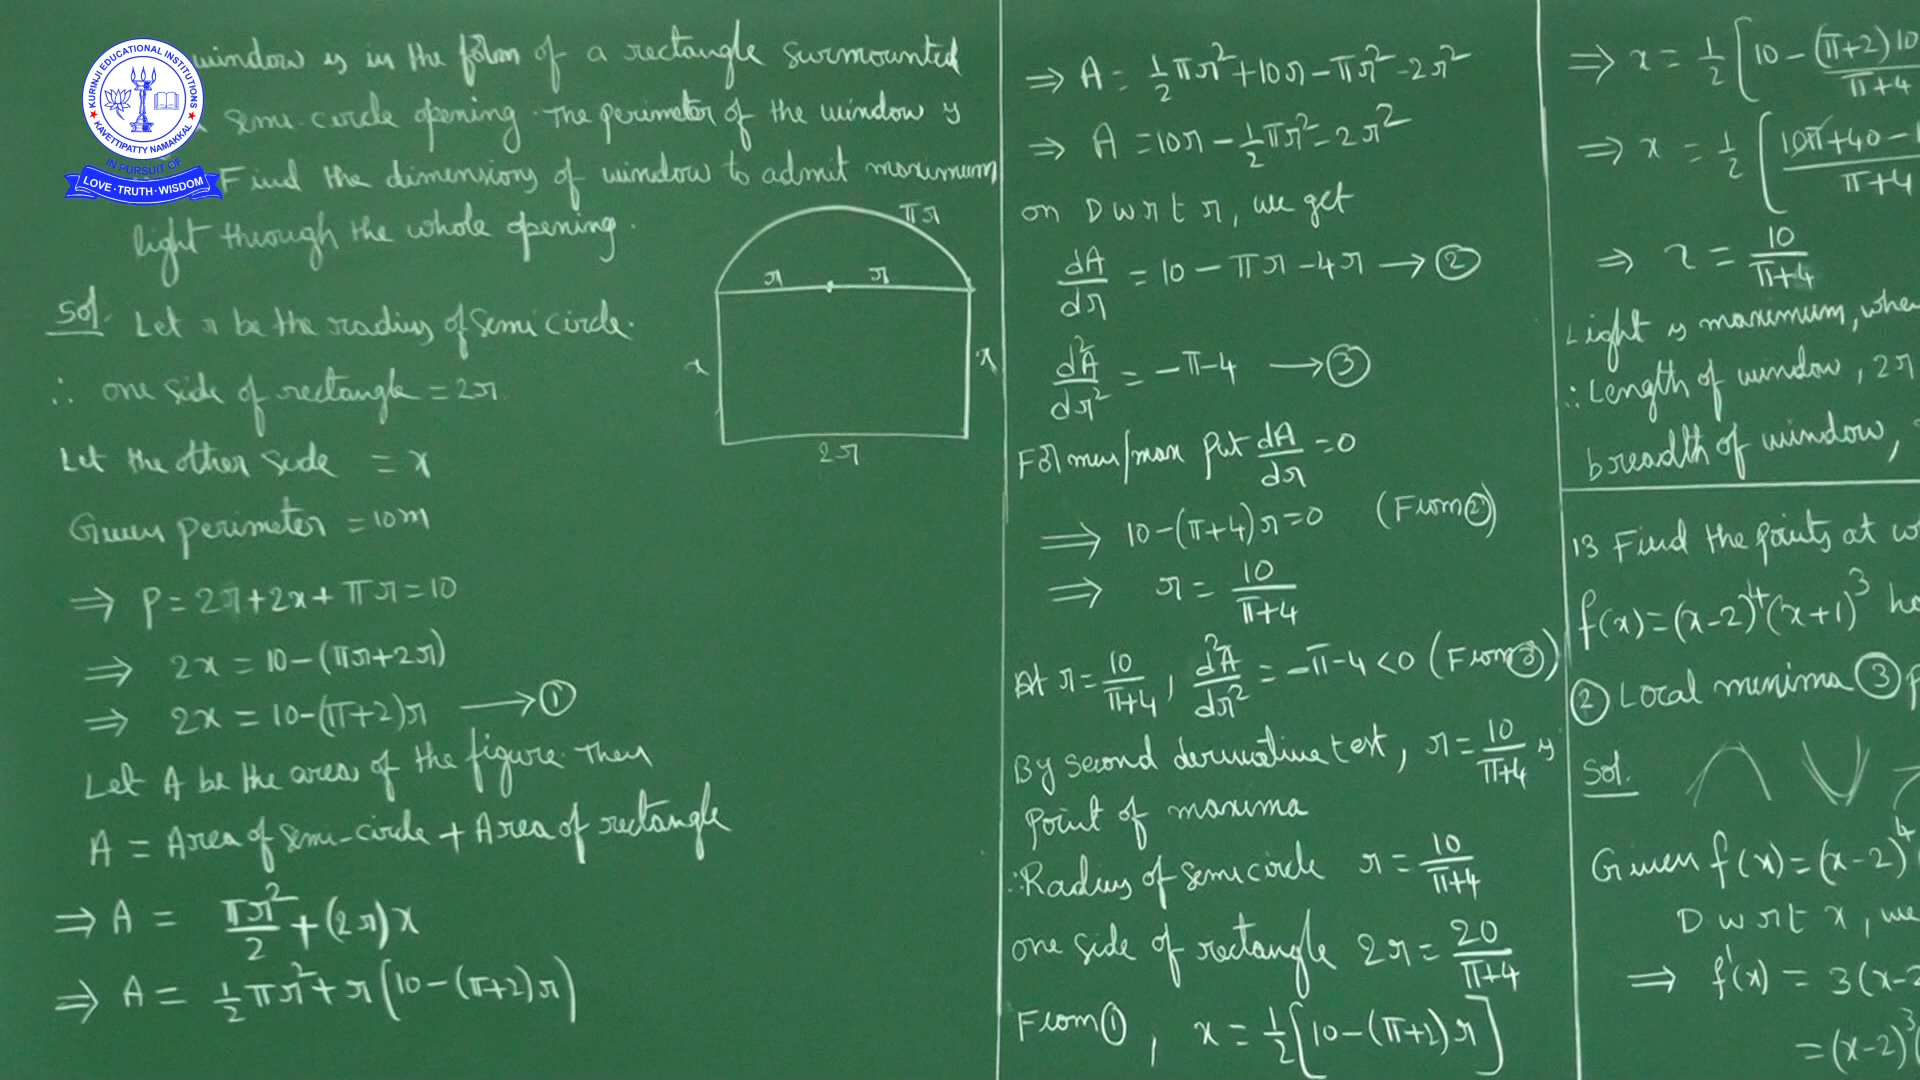 KURINJI EDUCATIONAL INSTITUTIONS
KAVETTIPATTY NAMAKKAL
IN PURSUIT OF
LOVE · TRUTH · WISDOM
window is in the form of a rectangle surmounted
semi-circle opening. The perimeter of the window is
Find the dimensions of window to admit maximum
light through the whole opening.
πr
r r
x x
2r
Sol. Let r be the radius of semi circle.
∴ one side of rectangle = 2r.
Let the other side = x
Given perimeter = 10m
⇒ P = 2r + 2x + πr = 10
⇒ 2x = 10 - (πr + 2r)
⇒ 2x = 10 - (π+2)r → ①
Let A be the area of the figure. Then
A = Area of semi-circle + Area of rectangle
⇒ A = πr²/2 + (2r)x
⇒ A = 1/2 πr² + r(10 - (π+2)r)
⇒ A = 1/2 πr² + 10r - πr² - 2r²
⇒ A = 10r - 1/2 πr² - 2r²
on D w r t r, we get
dA/dr = 10 - πr - 4r → ②
d²A/dr² = -π-4 → ③
For min/max put dA/dr = 0
⇒ 10 - (π+4)r = 0 (From ②)
⇒ r = 10/π+4
At r = 10/π+4, d²A/dr² = -π-4 < 0 (From ③)
By second derivative test, r = 10/π+4 is
point of maxima
∴ Radius of semicircle r = 10/π+4
one side of rectangle 2r = 20/π+4
From ①, x = 1/2[10 - (π+2)r]
⇒ x = 1/2[10 - (π+2)10/π+4
⇒ x = 1/2[10π+40 -/π+4
⇒ x = 10/π+4
Light is maximum, when
∴ Length of window, 2r
breadth of window,
13 Find the points at
f(x) = (x-2)⁴(x+1)³
② Local minima ③
Sol.
Given f(x) = (x-2)⁴
D w r t x, we
⇒ f'(x) = 3(x-2
= (x-2)³(